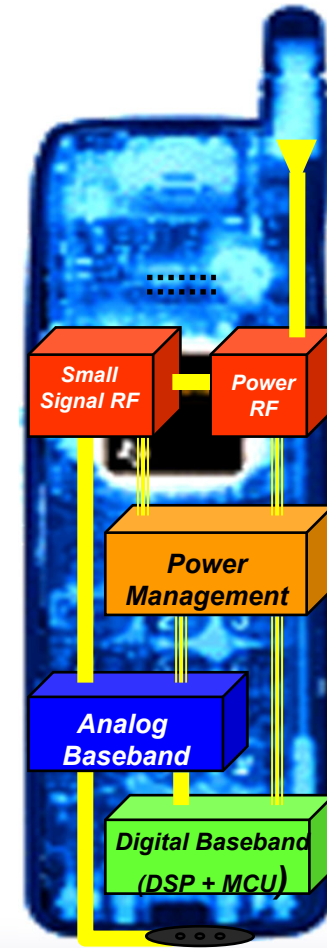 Small
Signal RF
Power
RF
Power
Management
Analog
Baseband
Digital Baseband
(DSP + MCU)